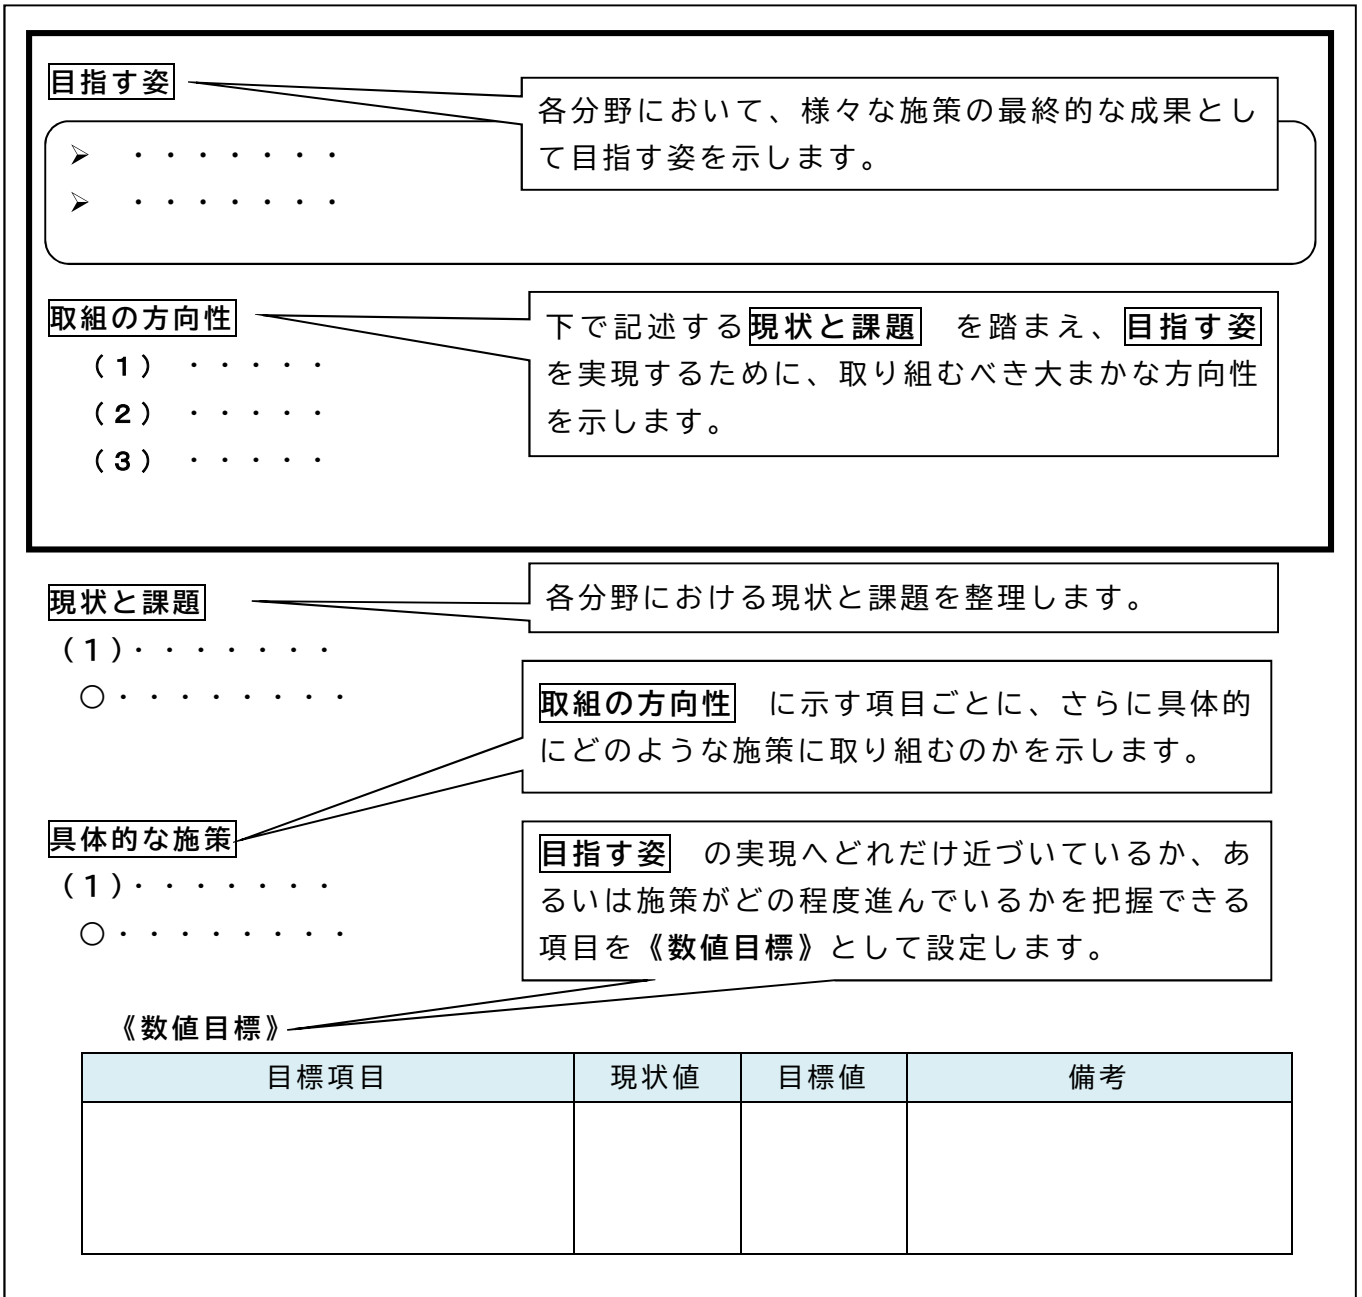 目指す姿
各分野において、様々な施策の最終的な成果とし
て目指す姿を示します。
➢ ・・・・・・・
➢ ・・・・・・・
取組の方向性
（１） ・・・・・
（２） ・・・・・
（３） ・・・・・
下で記述する現状と課題　を踏まえ、目指す姿
を実現するために、取り組むべき大まかな方向性
を示します。
現状と課題
各分野における現状と課題を整理します。
（１）・・・・・・・
○・・・・・・・・
取組の方向性　に示す項目ごとに、さらに具体的
にどのような施策に取り組むのかを示します。
具体的な施策
（１）・・・・・・・
○・・・・・・・・
目指す姿　の実現へどれだけ近づいているか、あ
るいは施策がどの程度進んでいるかを把握できる
項目を《数値目標》として設定します。
《数値目標》
目標項目 現状値 目標値 備考